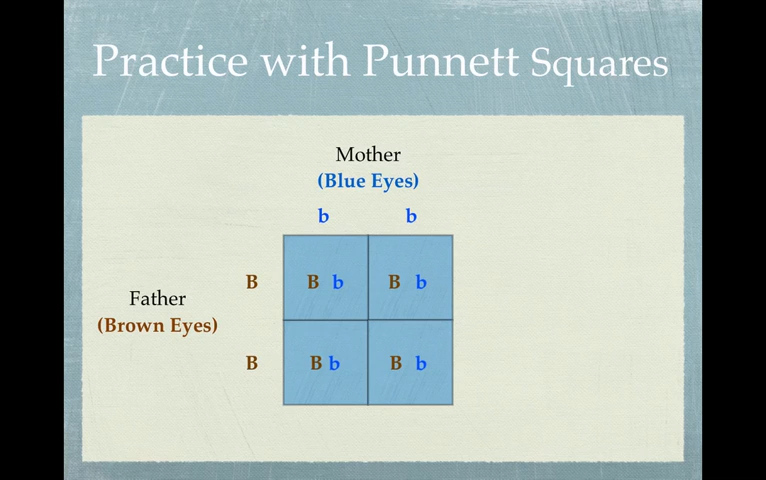 Practice with Punnett Squares
Mother
(Blue Eyes)
b b
B B b B b
Father
(Brown Eyes)
B B b B b